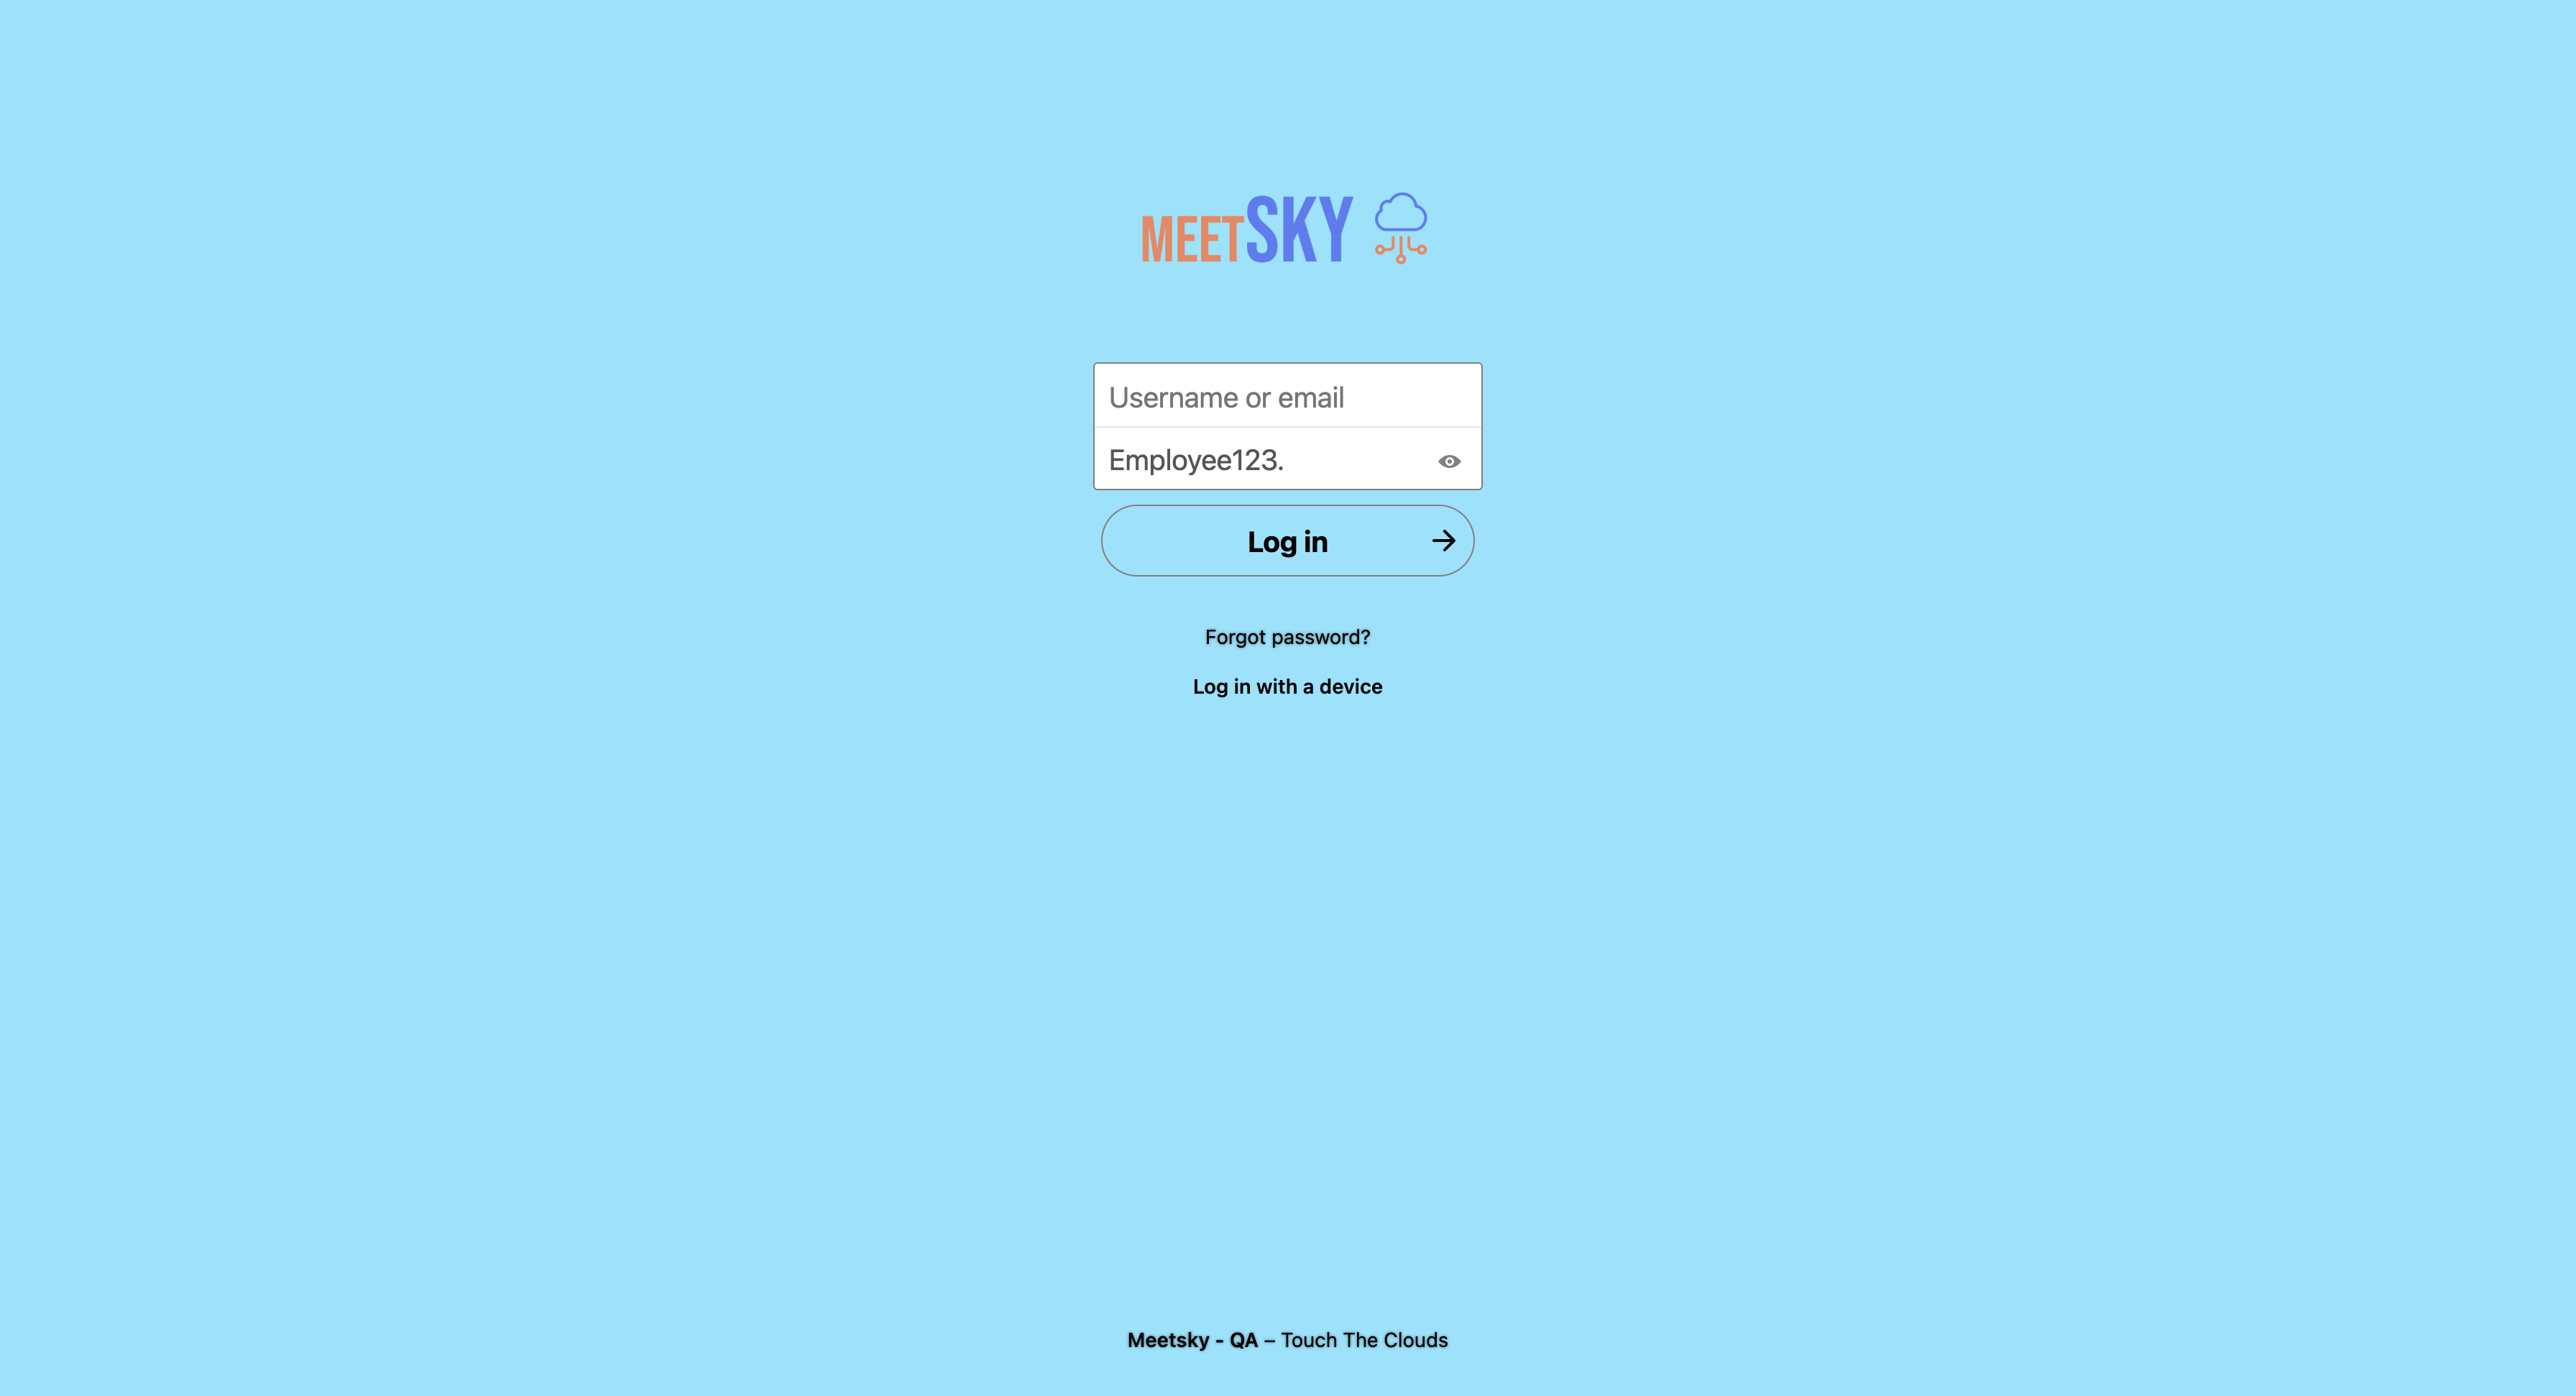 MEETSKY
Username or email
Employee123.
Log in
Forgot password?
Log in with a device
Meetsky - QA – Touch The Clouds